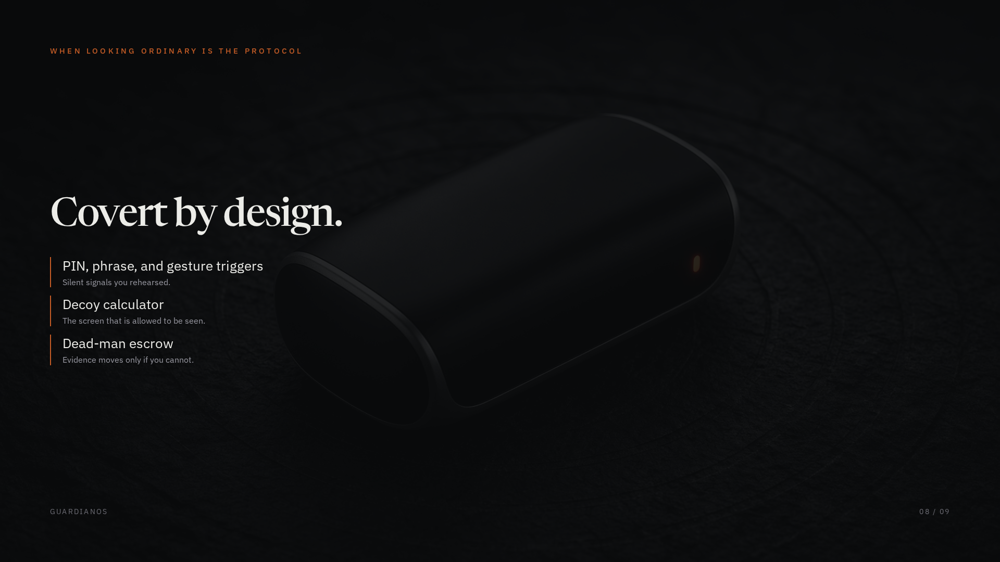 WHEN LOOKING ORDINARY IS THE PROTOCOL
Covert by design.
PIN, phrase, and gesture triggers
Silent signals you rehearsed.
Decoy calculator
The screen that is allowed to be seen.
Dead-man escrow
Evidence moves only if you cannot.
GUARDIANOS
08 / 09